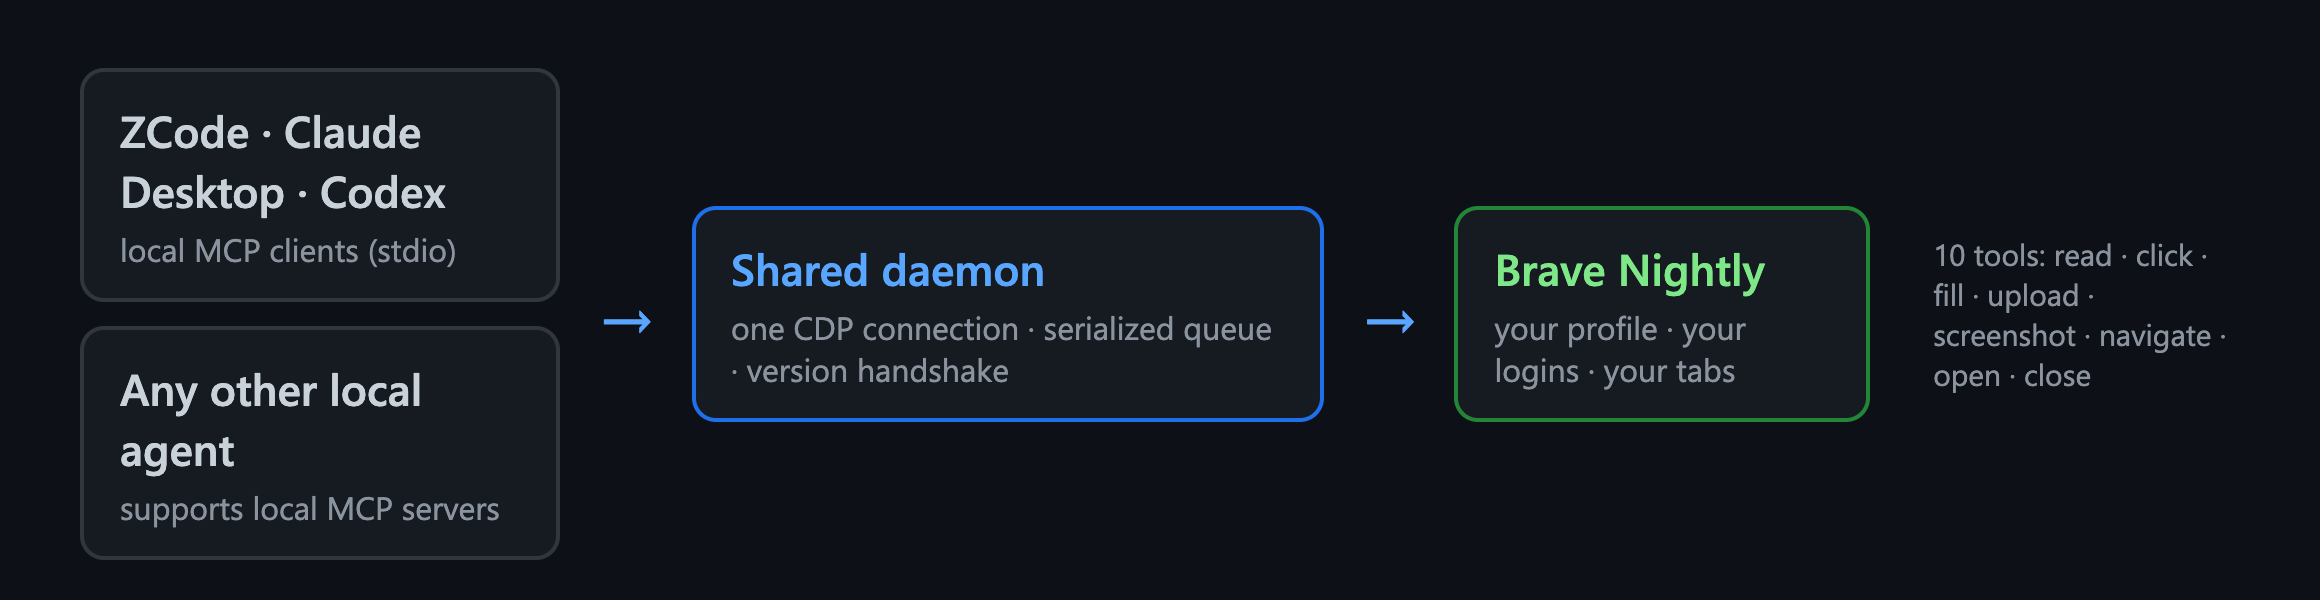 ZCode · Claude
Desktop · Codex
local MCP clients (stdio)
Any other local
agent
supports local MCP servers
→
Shared daemon
one CDP connection · serialized queue
· version handshake
→
Brave Nightly
your profile · your
logins · your tabs
10 tools: read · click ·
fill · upload ·
screenshot · navigate ·
open · close